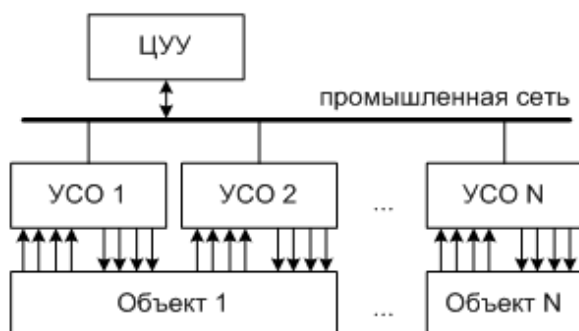 ЦУУ
промышленная сеть
УСО 1
УСО 2
...
УСО N
Объект 1
...
Объект N